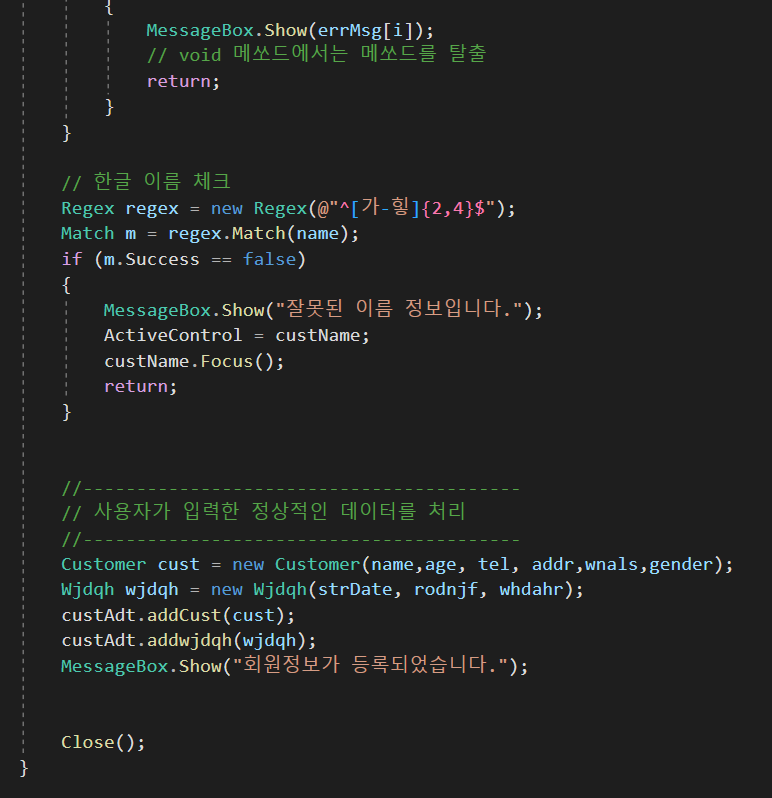 {
MessageBox.Show(errMsg[i]);
// void 메쏘드에서는 메쏘드를 탈출
return;
}
}
// 한글 이름 체크
Regex regex = new Regex(@"^[가-힣]{2,4}$");
Match m = regex.Match(name);
if (m.Success == false)
{
MessageBox.Show("잘못된 이름 정보입니다.");
ActiveControl = custName;
custName.Focus();
return;
}
//-----------------------------------------
// 사용자가 입력한 정상적인 데이터를 처리
//-----------------------------------------
Customer cust = new Customer(name,age, tel, addr,wnals,gender);
Wjdqh wjdqh = new Wjdqh(strDate, rodnjf, whdahr);
custAdt.addCust(cust);
custAdt.addwjdqh(wjdqh);
MessageBox.Show("회원정보가 등록되었습니다.");
Close();
}